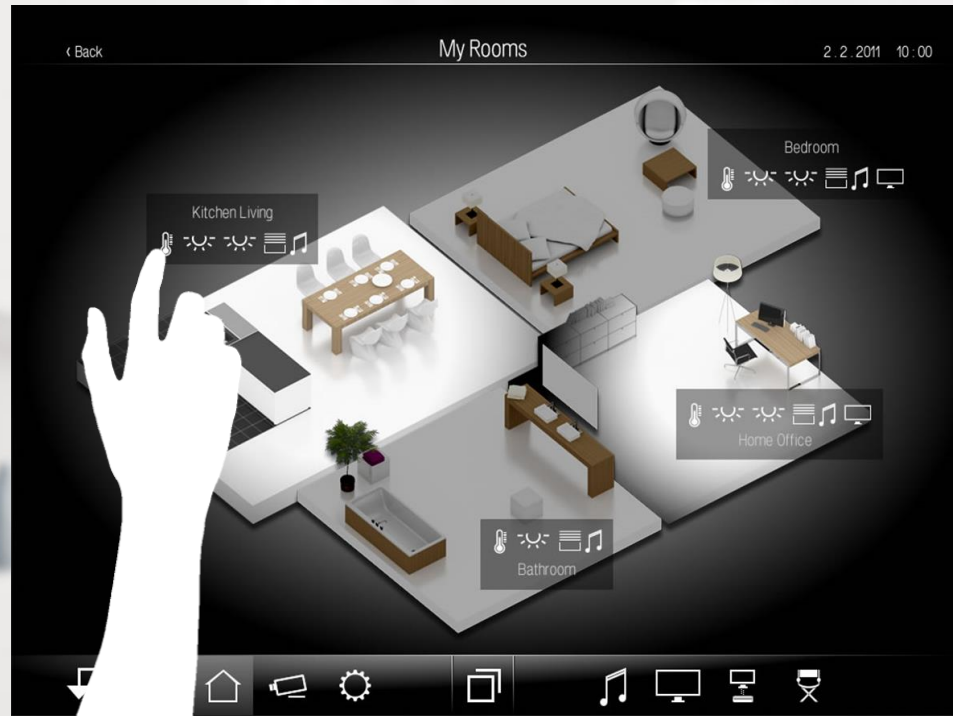 ‹ Back
My Rooms
2 . 2 . 2011 10 : 00
Bedroom
Kitchen Living
Home Office
Bathroom